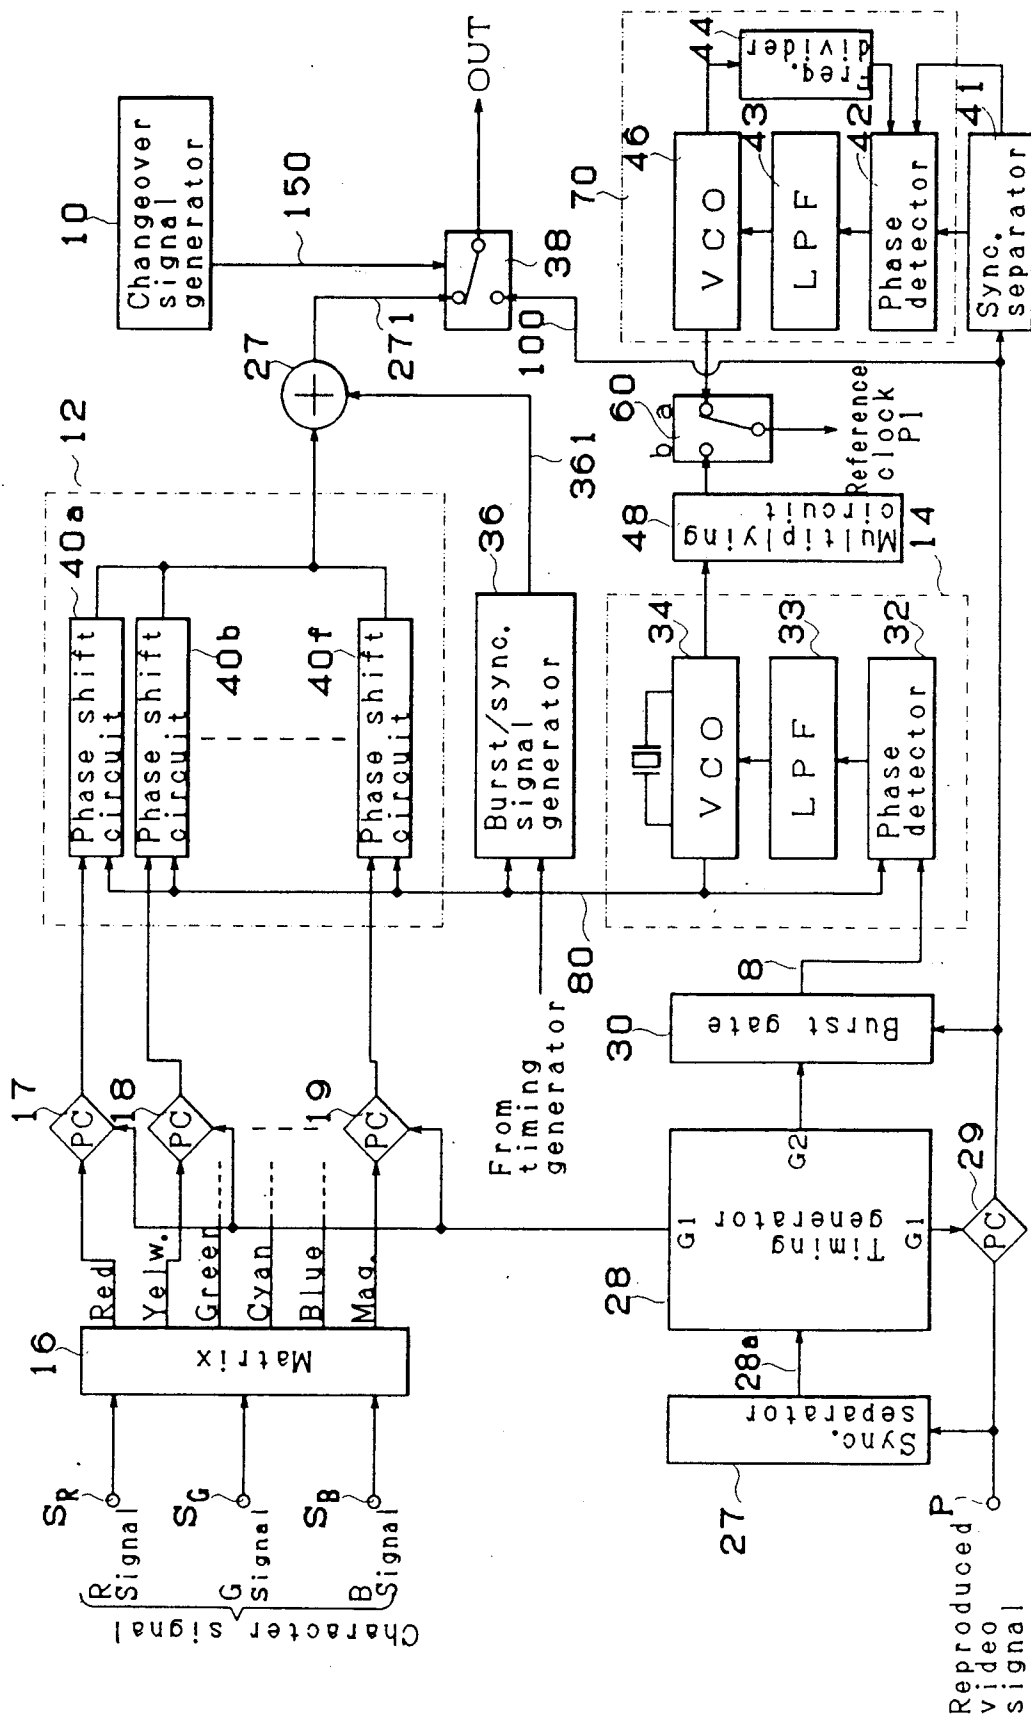 Character signal
R
Signal
SR
G
Signal
SG
B
Signal
SB
16
Matrix
Red
Yelw.
Green
Cyan
Blue
Mag.
17
PC
18
PC
19
PC
12
40a
Phase shift
circuit
Phase shift
circuit
40b
40f
Phase shift
circuit
10
Changeover
signal
generator
150
27
271
38
OUT
100
36
Burst/sync.
signal
generator
361
From
timing
generator
80
Reproduced
video
signal
P
27
Sync.
separator
28a
28
G1
Timing
generator
G1
G2
29
PC
30
Burst gate
8
14
34
VCO
33
LPF
32
Phase
detector
48
Multiplying
circuit
60
b
a
Reference
clock
P1
70
46
VCO
43
LPF
42
Phase
detector
44
Freq.
divider
41
Sync.
separator